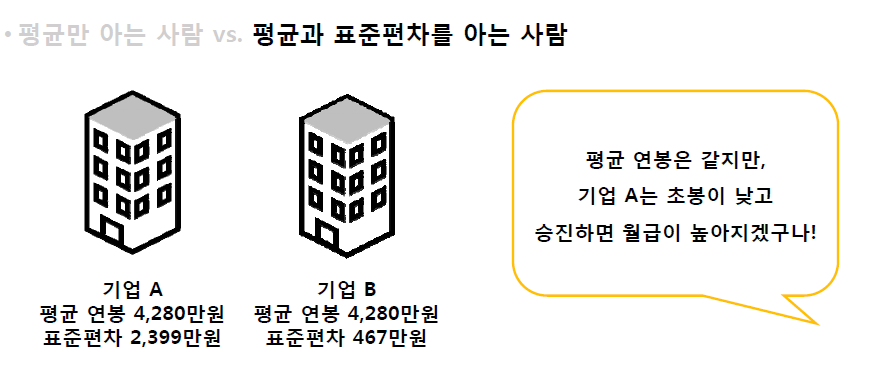 • 평균만 아는 사람 vs. 평균과 표준편차를 아는 사람
평균 연봉은 같지만,
기업 A는 초봉이 낮고
승진하면 월급이 높아지겠구나!
기업 A
평균 연봉 4,280만원
표준편차 2,399만원
기업 B
평균 연봉 4,280만원
표준편차 467만원